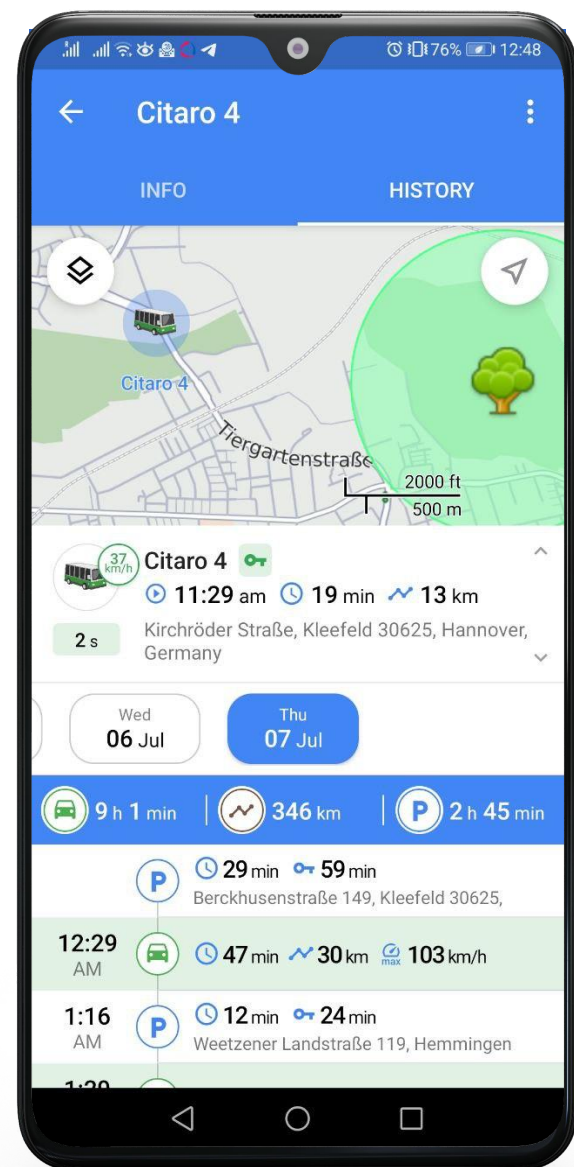 76% 12:48
Citaro 4
INFO HISTORY
Citaro 4
Tiergartenstraße
2000 ft
500 m
37 km/h
Citaro 4
11:29 am 19 min 13 km
2 s
Kirchröder Straße, Kleefeld 30625, Hannover,
Germany
Wed
06 Jul
Thu
07 Jul
9 h 1 min 346 km P 2 h 45 min
P 29 min 59 min
Berckhusenstraße 149, Kleefeld 30625,
12:29
AM
47 min 30 km max 103 km/h
1:16
AM
P 12 min 24 min
Weetzener Landstraße 119, Hemmingen